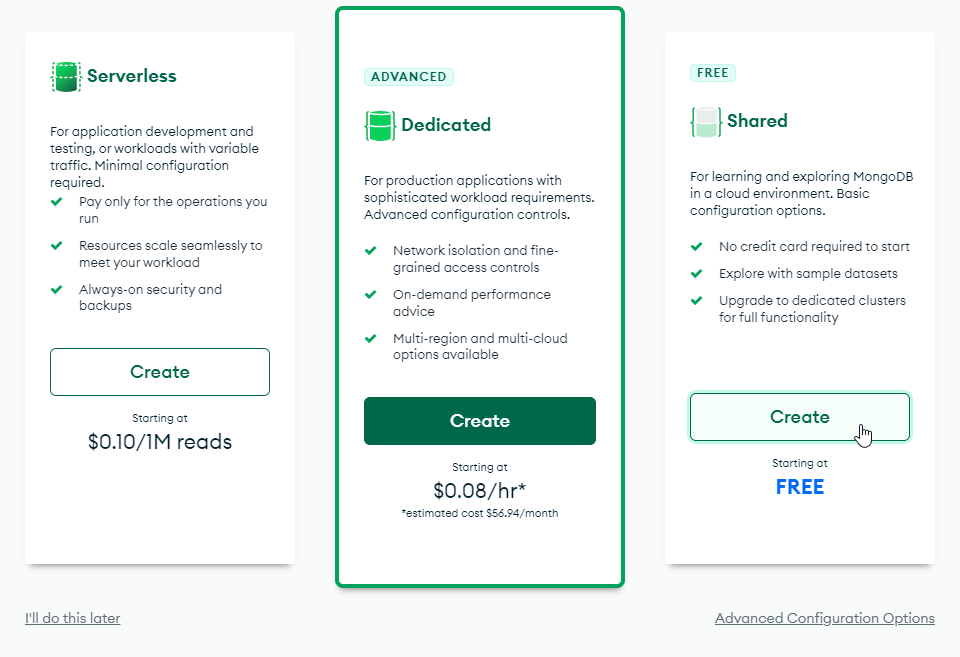 Serverless
For application development and
testing, or workloads with variable
traffic. Minimal configuration
required.
Pay only for the operations you
run
Resources scale seamlessly to
meet your workload
Always-on security and
backups
Create
Starting at
$0.10/1M reads
ADVANCED
Dedicated
For production applications with
sophisticated workload requirements.
Advanced configuration controls.
Network isolation and fine-
grained access controls
On-demand performance
advice
Multi-region and multi-cloud
options available
Create
Starting at
$0.08/hr*
*estimated cost $56.94/month
FREE
Shared
For learning and exploring MongoDB
in a cloud environment. Basic
configuration options.
No credit card required to start
Explore with sample datasets
Upgrade to dedicated clusters
for full functionality
Create
Starting at
FREE
I'll do this later
Advanced Configuration Options